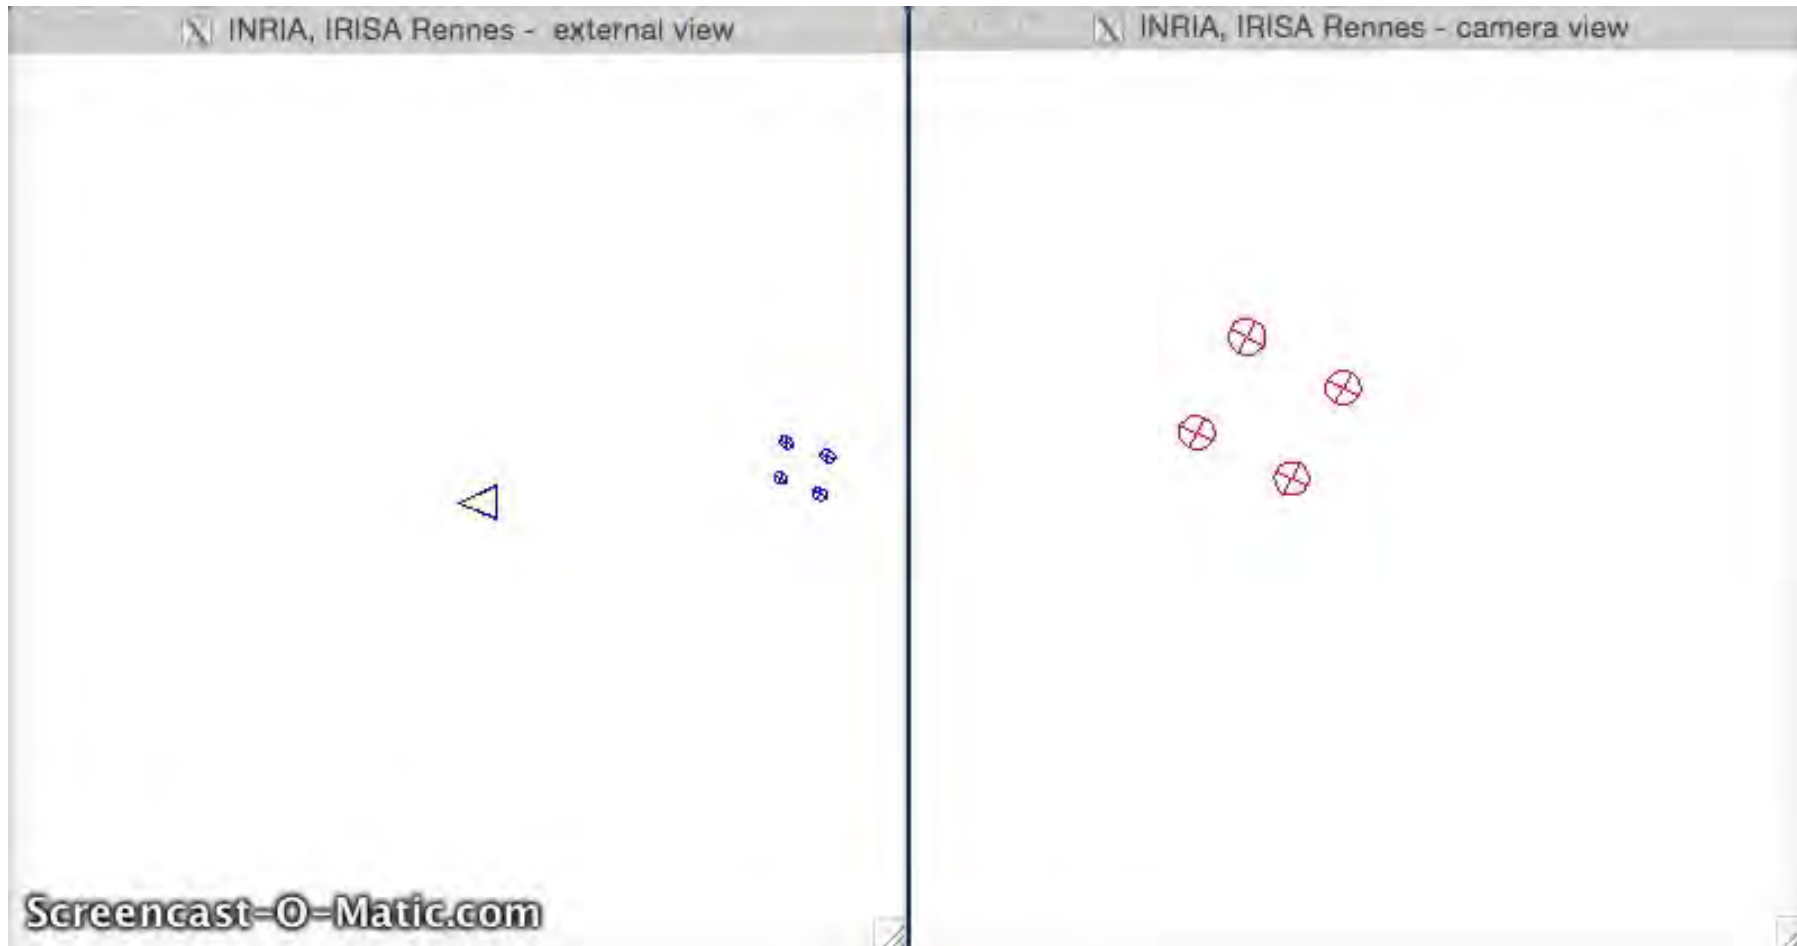 INRIA, IRISA Rennes - external view
INRIA, IRISA Rennes - camera view
Screencast-O-Matic.com